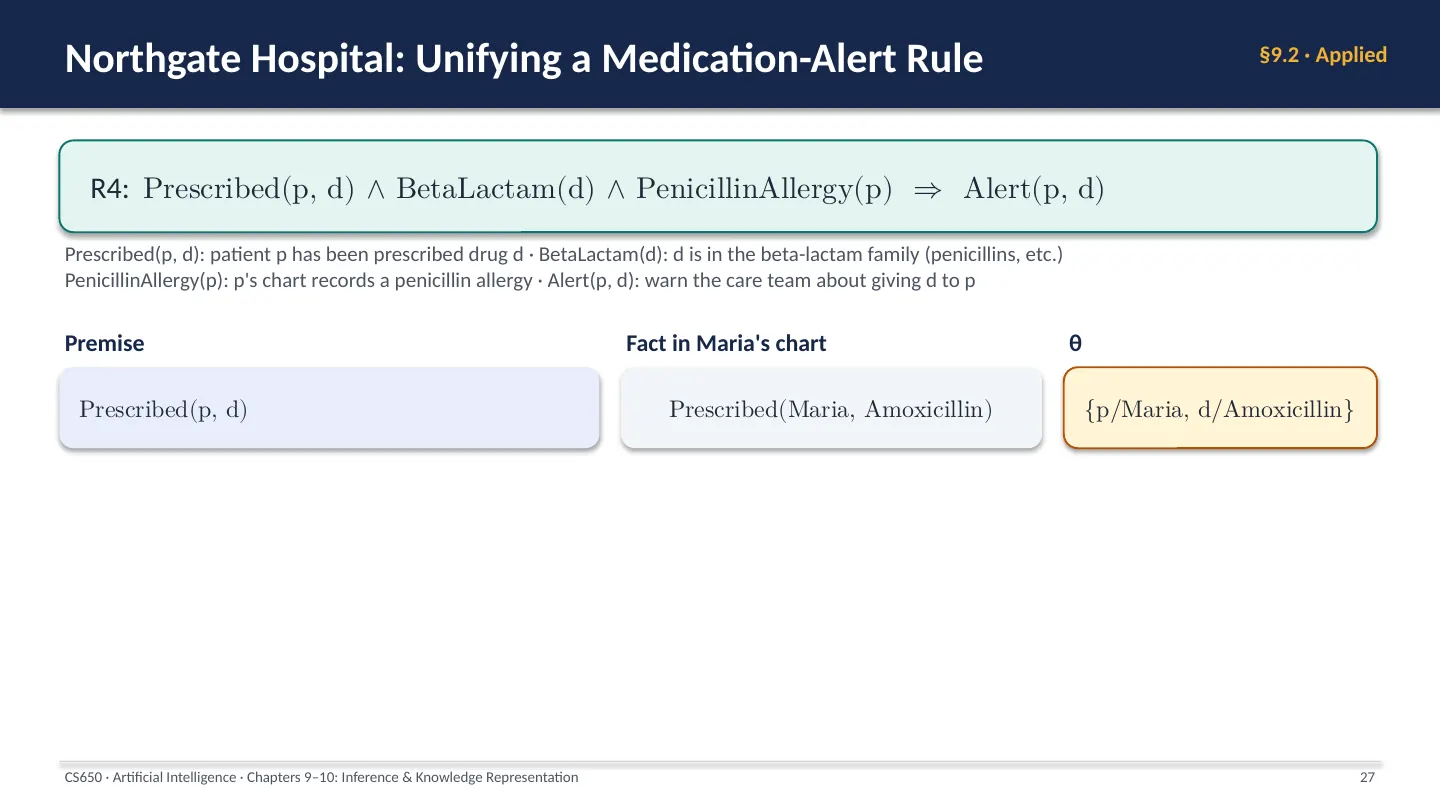 Northgate Hospital: Unifying a Medication-Alert Rule
§9.2 · Applied
R4: Prescribed(p, d) ∧ BetaLactam(d) ∧ PenicillinAllergy(p) ⇒ Alert(p, d)
Prescribed(p, d): patient p has been prescribed drug d · BetaLactam(d): d is in the beta-lactam family (penicillins, etc.)
PenicillinAllergy(p): p's chart records a penicillin allergy · Alert(p, d): warn the care team about giving d to p
Premise
Fact in Maria's chart
θ
Prescribed(p, d)
Prescribed(Maria, Amoxicillin)
{p/Maria, d/Amoxicillin}
CS650 · Artificial Intelligence · Chapters 9–10: Inference & Knowledge Representation
27